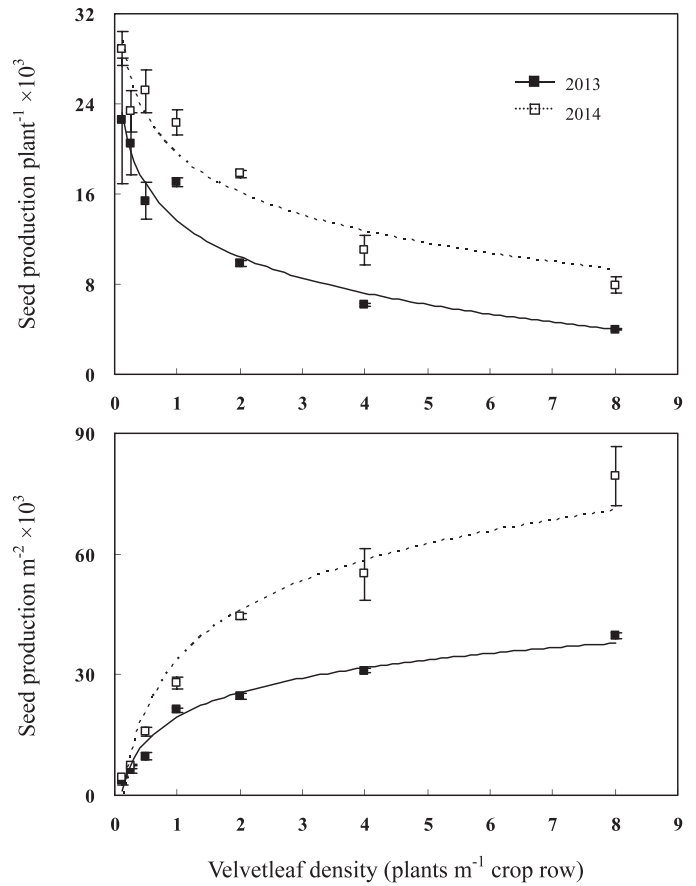 Seed production plant⁻¹ ×10³
32
24
16
8
0
2013
2014
0 1 2 3 4 5 6 7 8 9
Seed production m⁻² ×10³
90
60
30
0
0 1 2 3 4 5 6 7 8 9
Velvetleaf density (plants m⁻¹ crop row)